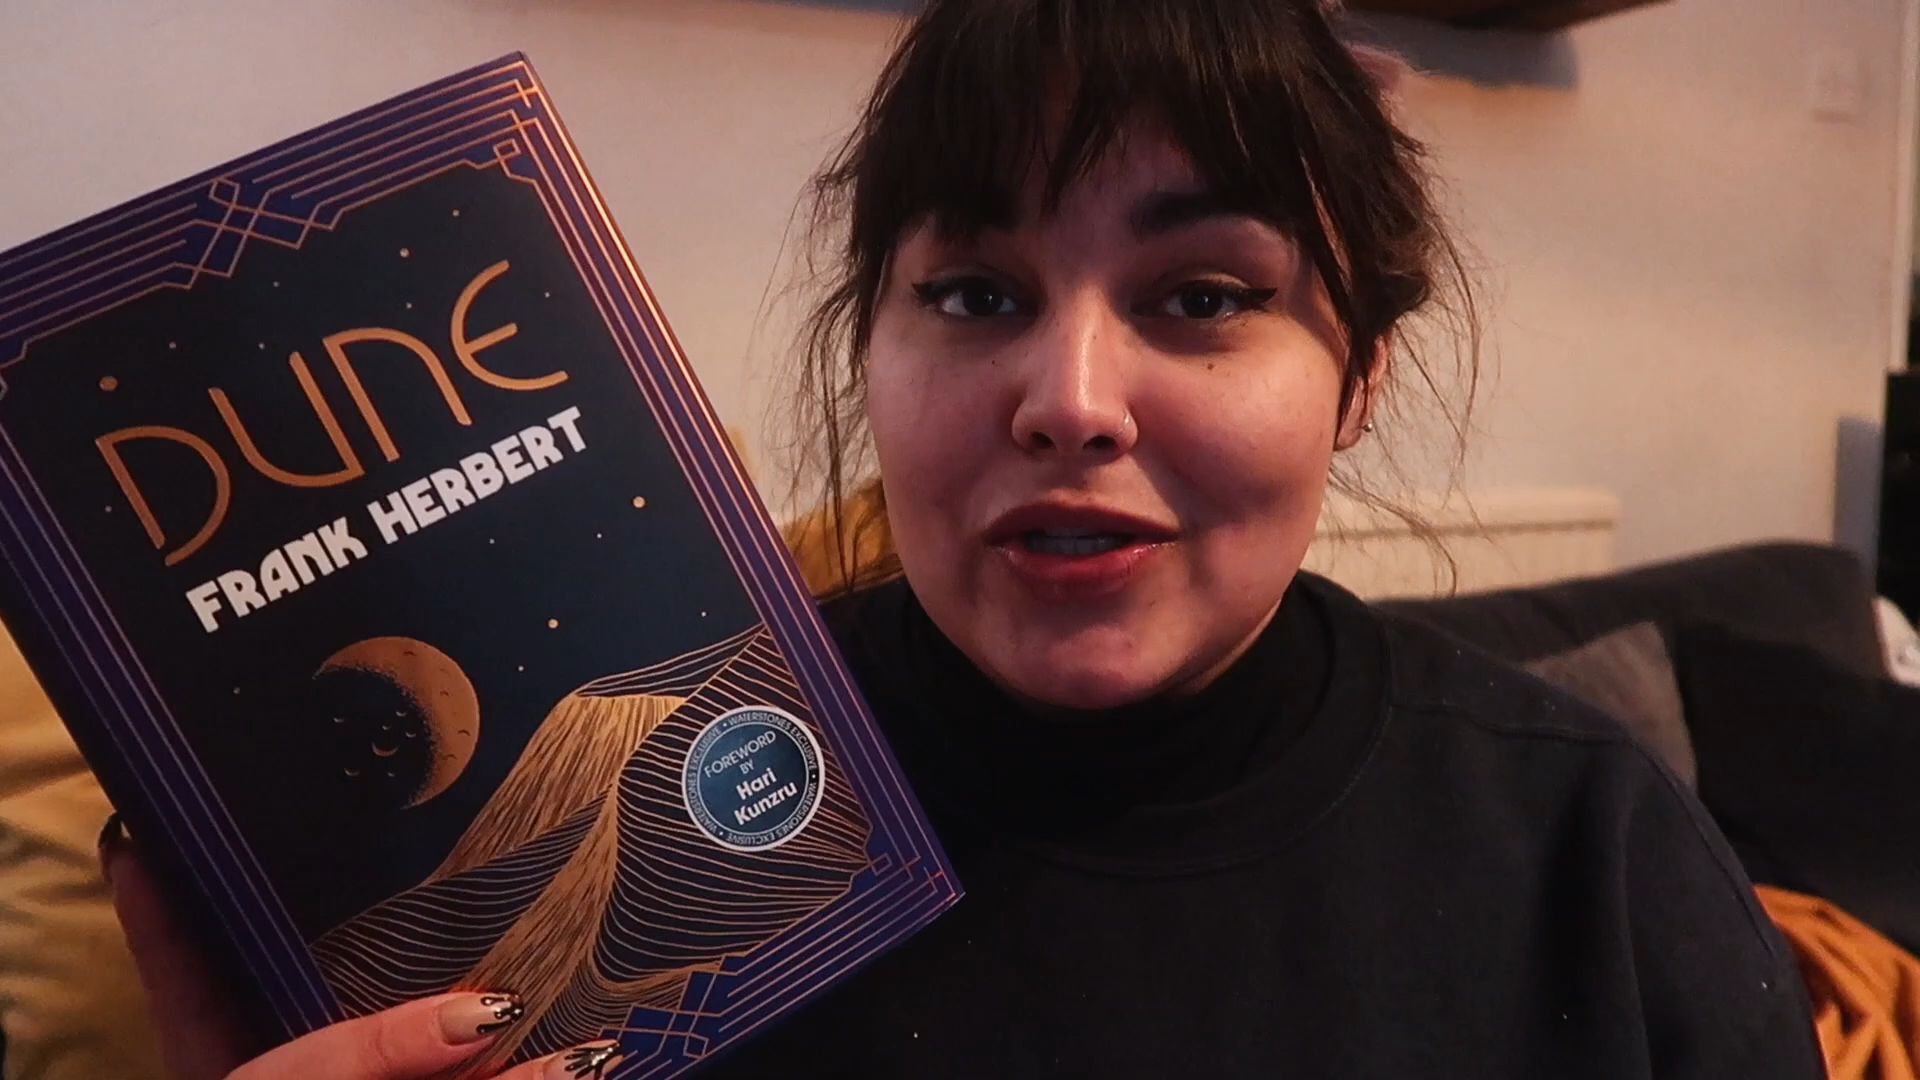 DUNE
FRANK HERBERT
WATERSTONES EXCLUSIVE • WATERSTONES EXCLUSIVE •
FOREWORD
BY
Hari
Kunzru